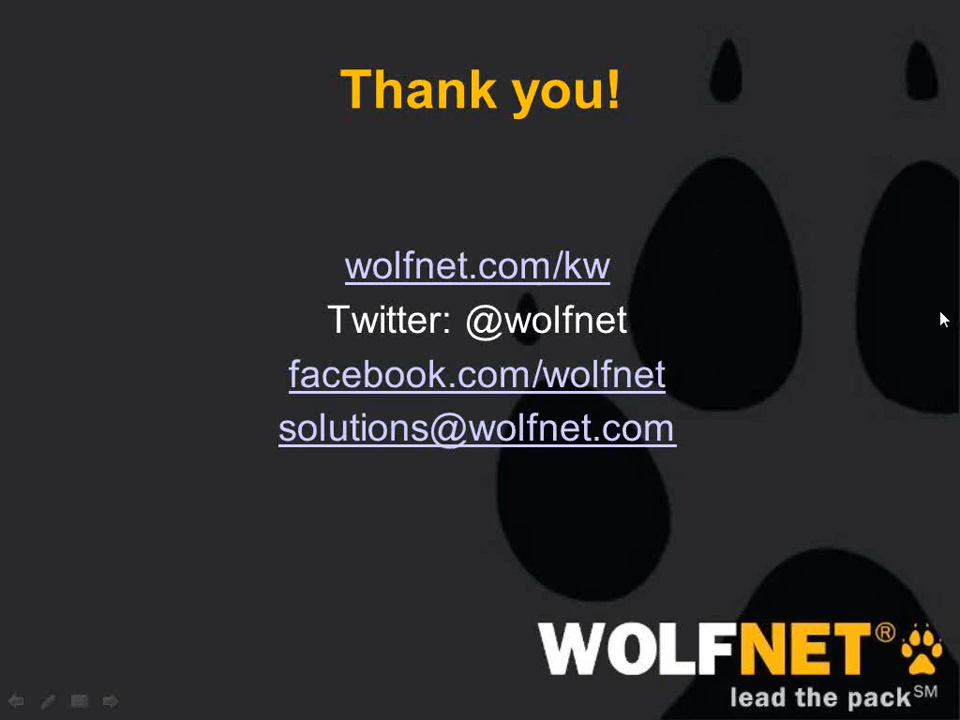 Thank you!
wolfnet.com/kw
Twitter: @wolfnet
facebook.com/wolfnet
solutions@wolfnet.com
WOLFNET®
lead the pack℠